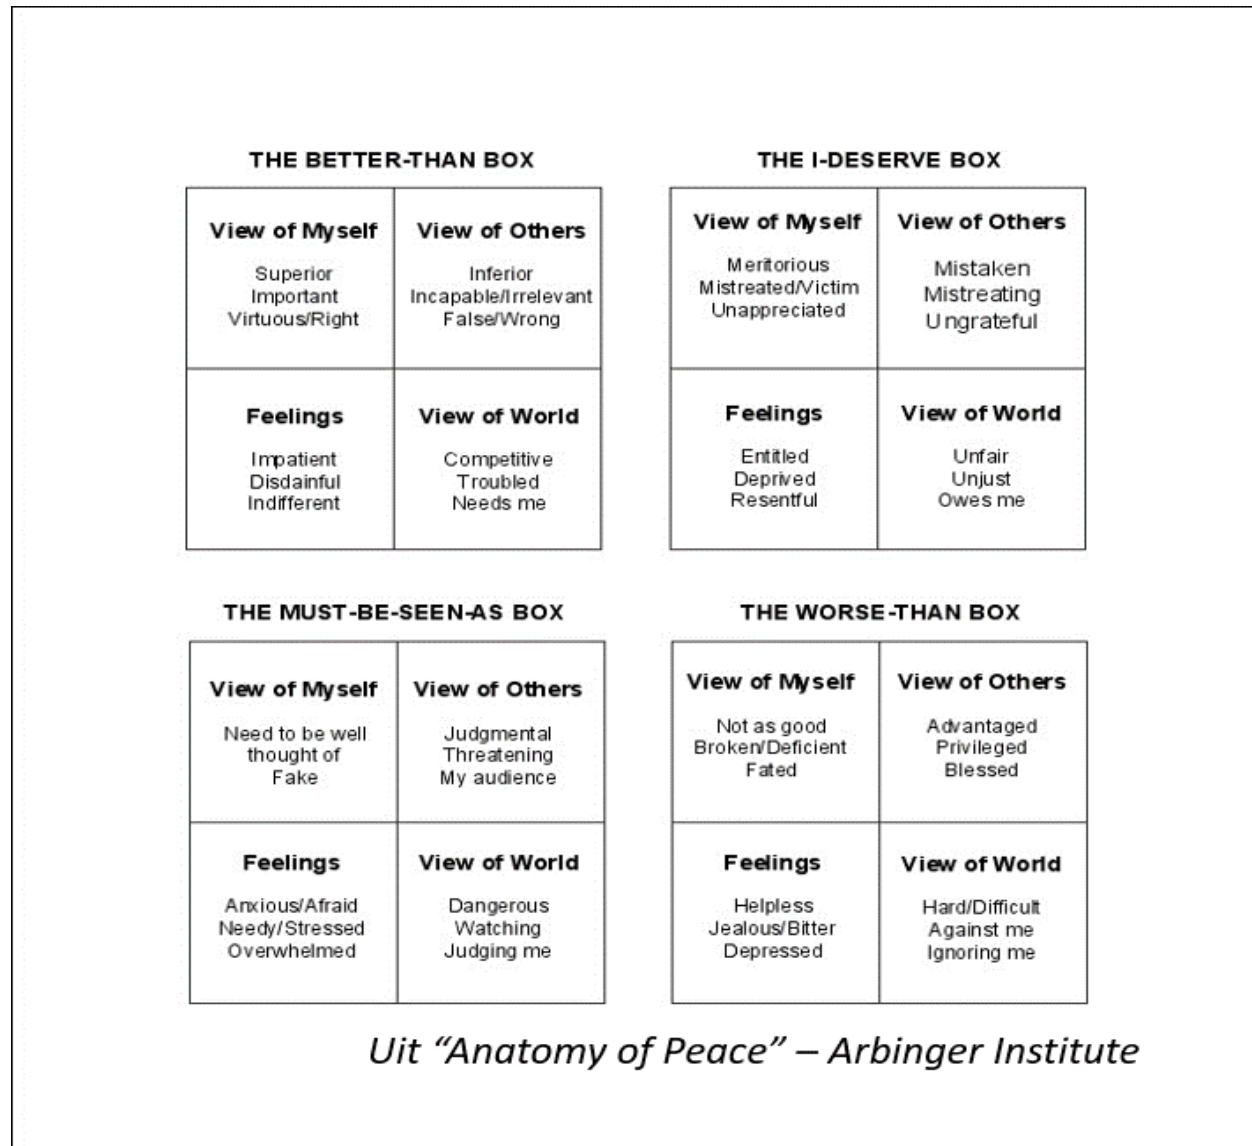 THE BETTER-THAN BOX
View of Myself
Superior
Important
Virtuous/Right
View of Others
Inferior
Incapable/Irrelevant
False/Wrong
Feelings
Impatient
Disdainful
Indifferent
View of World
Competitive
Troubled
Needs me
THE I-DESERVE BOX
View of Myself
Meritorious
Mistreated/Victim
Unappreciated
View of Others
Mistaken
Mistreating
Ungrateful
Feelings
Entitled
Deprived
Resentful
View of World
Unfair
Unjust
Owes me
THE MUST-BE-SEEN-AS BOX
View of Myself
Need to be well
thought of
Fake
View of Others
Judgmental
Threatening
My audience
Feelings
Anxious/Afraid
Needy/Stressed
Overwhelmed
View of World
Dangerous
Watching
Judging me
THE WORSE-THAN BOX
View of Myself
Not as good
Broken/Deficient
Fated
View of Others
Advantaged
Privileged
Blessed
Feelings
Helpless
Jealous/Bitter
Depressed
View of World
Hard/Difficult
Against me
Ignoring me
Uit “Anatomy of Peace” – Arbinger Institute